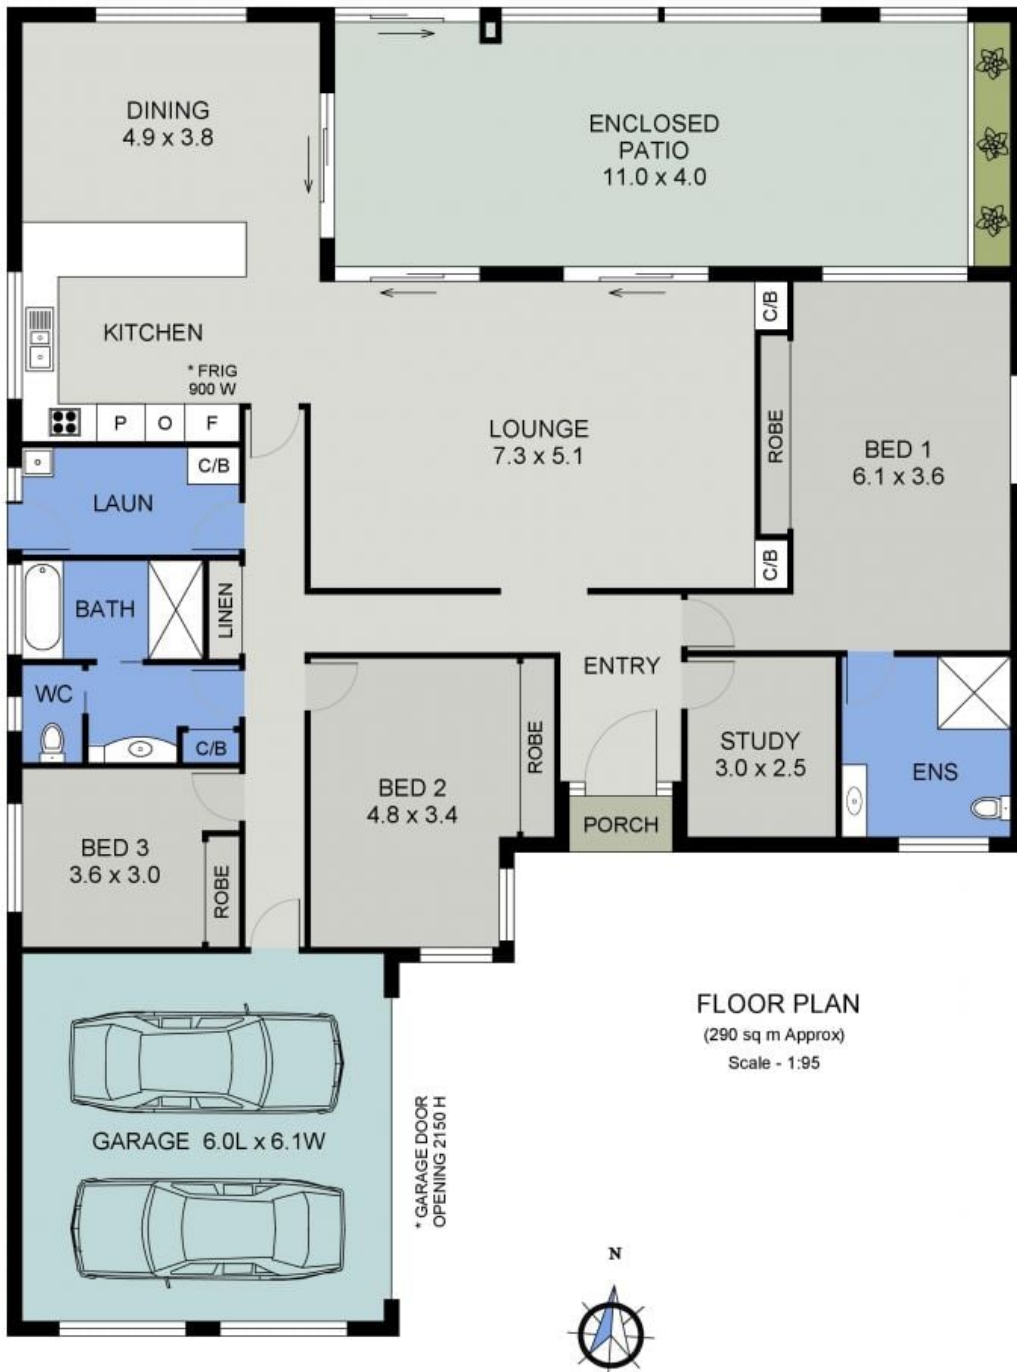 DINING
4.9 x 3.8
ENCLOSED
PATIO
11.0 x 4.0
KITCHEN
* FRIG
900 W
P
O
F
C/B
LOUNGE
7.3 x 5.1
ROBE
BED 1
6.1 x 3.6
C/B
C/B
LAUN
BATH
LINEN
WC
C/B
ENTRY
BED 2
4.8 x 3.4
ROBE
STUDY
3.0 x 2.5
ENS
PORCH
BED 3
3.6 x 3.0
ROBE
FLOOR PLAN
(290 sq m Approx)
Scale - 1:95
GARAGE 6.0L x 6.1W
* GARAGE DOOR
OPENING 2150 H
N